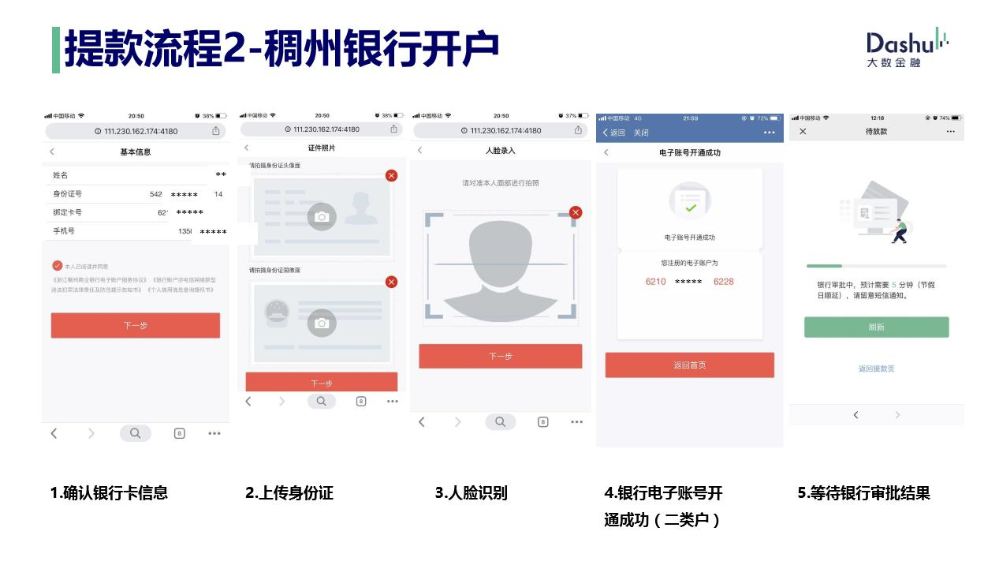 提款流程2-稠州银行开户
Dashu
大数金融
中国移动
20:50
38%
111.230.162.174:4180
基本信息
姓名
**
身份证号
542 ***** 14
绑定卡号
62 *****
手机号
135 *****
本人已阅读并同意
《浙江稠州商业银行电子账户服务协议》 《银行账户涉电信网络新型
违法犯罪法律责任及防范提示告知书》 《个人信用信息查询授权书》
下一步
8
1.确认银行卡信息
中国移动
20:50
38%
111.230.162.174:4180
证件照片
请拍摄身份证头像面
请拍摄身份证国徽面
下一步
8
2.上传身份证
中国移动
20:50
37%
111.230.162.174:4180
人脸录入
请对准本人面部进行拍照
下一步
8
3.人脸识别
中国移动 4G
21:59
72%
返回 关闭
电子账号开通成功
电子账号开通成功
您注册的电子账户为
6210 ***** 6228
返回首页
4.银行电子账号开
通成功（二类户）
中国移动
12:18
74%
待放款
银行审批中，预计需要 5 分钟（节假
日顺延），请留意短信通知。
刷新
返回提款页
5.等待银行审批结果